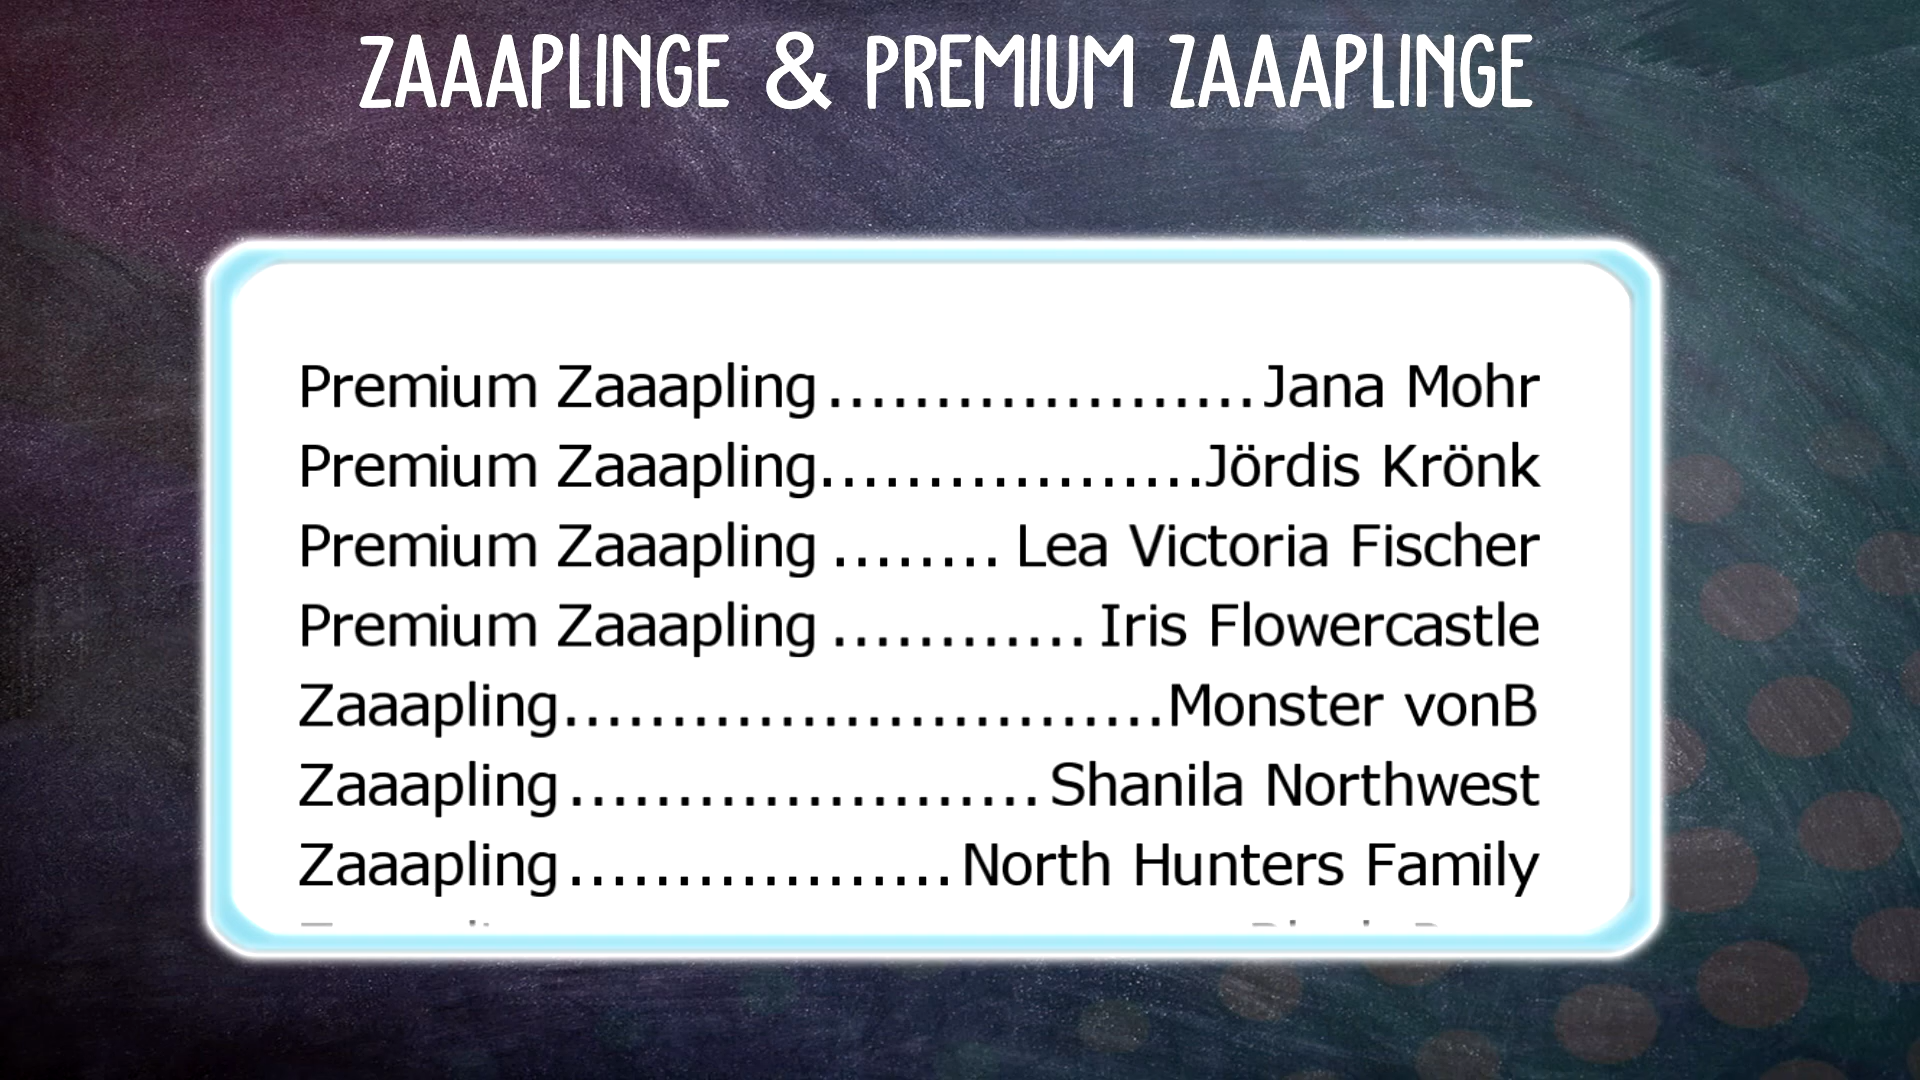 ZAAAPLINGE & PREMIUM ZAAAPLINGE
Premium Zaaapling....................Jana Mohr
Premium Zaaapling..................Jördis Krönk
Premium Zaaapling ........ Lea Victoria Fischer
Premium Zaaapling ............ Iris Flowercastle
Zaaapling............................Monster vonB
Zaaapling ......................Shanila Northwest
Zaaapling ..................North Hunters Family